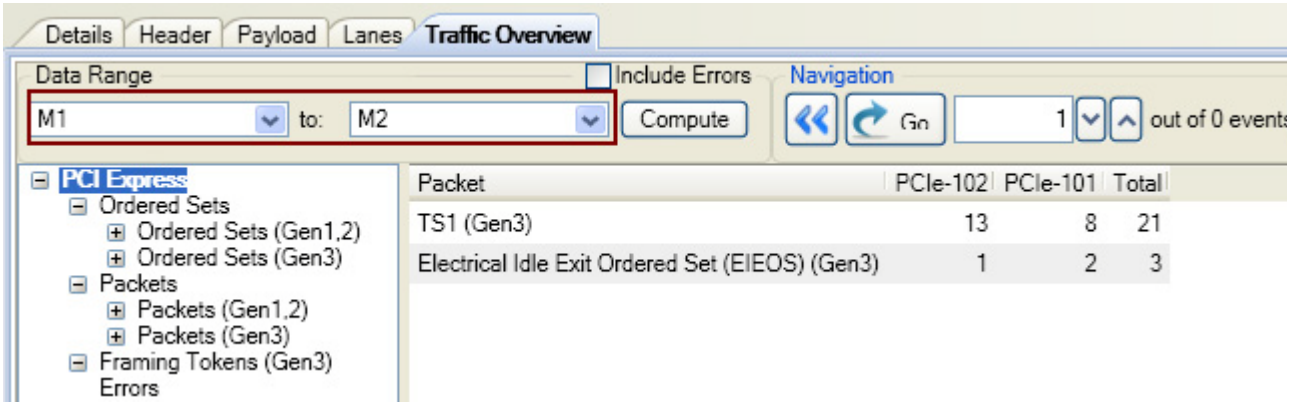 Details Header Payload Lanes Traffic Overview
Data Range Include Errors Navigation
M1 to: M2 Compute Go 1 out of 0 events
PCI Express Packet PCIe-102 PCIe-101 Total
Ordered Sets
Ordered Sets (Gen1,2) TS1 (Gen3) 13 8 21
Ordered Sets (Gen3) Electrical Idle Exit Ordered Set (EIEOS) (Gen3) 1 2 3
Packets
Packets (Gen1,2)
Packets (Gen3)
Framing Tokens (Gen3)
Errors